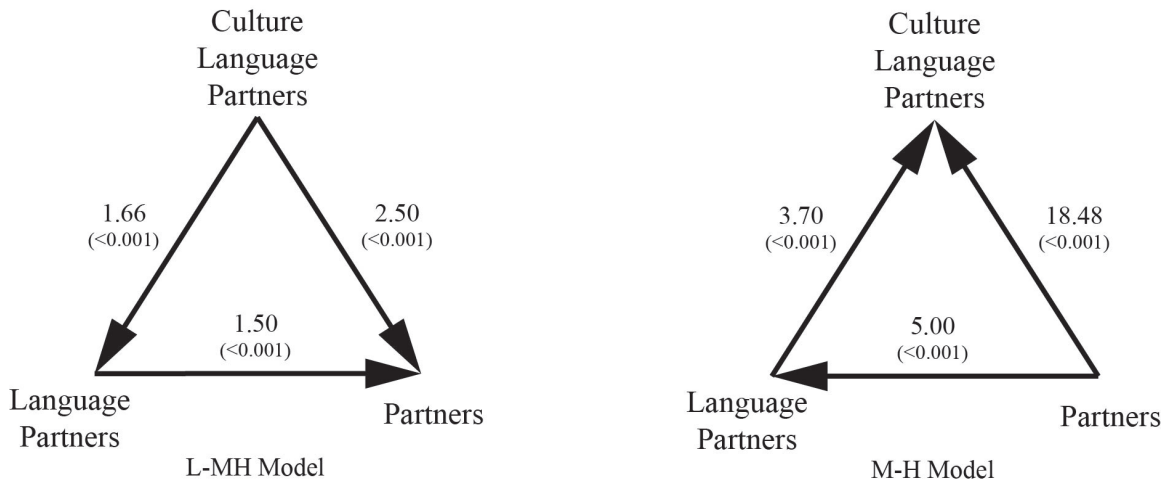 Culture
Language
Partners
1.66
(<0.001)
2.50
(<0.001)
1.50
(<0.001)
Language
Partners
Partners
L-MH Model
Culture
Language
Partners
3.70
(<0.001)
18.48
(<0.001)
5.00
(<0.001)
Language
Partners
Partners
M-H Model